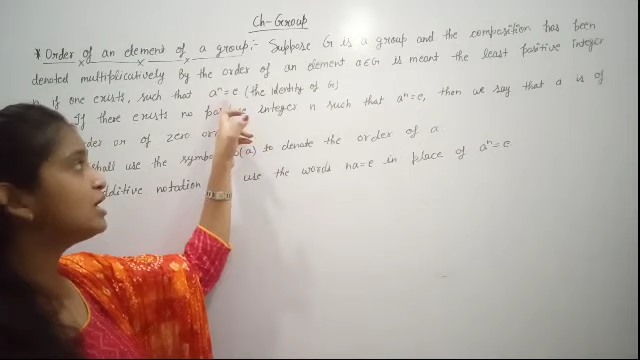 Ch-Group
* Order of an element of a group :- Suppose G is a group and the composition has been
denoted multiplicatively By the order of an element a∈G is meant the least positive integer
n if one exists, such that aⁿ=e (the identity of G)
If there exists no integer n such that aⁿ=e, then we say that a is of
order or of zero
shall use the to denote the order of a
additive notation use the words na=e in place of aⁿ=e